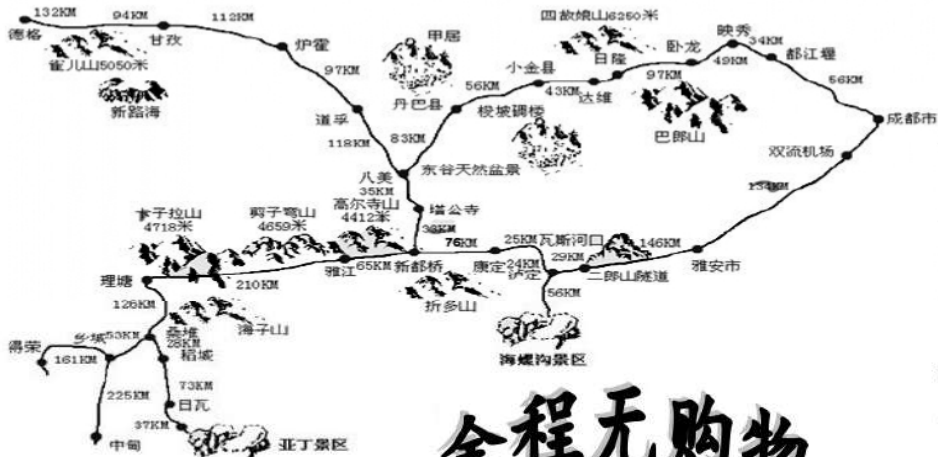 132KM
94KM
112KM
德格
甘孜
炉霍
雀儿山5050米
新路海
97KM
道孚
118KM
甲居
丹巴县
83KM
56KM
小金县
43KM
四故娘山6250米
日隆
达维
97KM
卧龙
49KM
映秀
34KM
都江堰
56KM
成都市
梭坡碉楼
巴郎山
双流机场
134KM
八美
东谷天然盆景
35KM
塔公寺
33KM
卡子拉山
4718米
剪子弯山
4659米
高尔寺山
4412米
76KM
25KM
瓦斯河口
29KM
146KM
理塘
210KM
雅江
65KM
新都桥
康定
24KM
泸定
二郎山隧道
雅安市
126KM
海子山
折多山
56KM
海螺沟景区
得荣
161KM
乡城
53KM
桑堆
28KM
稻城
225KM
73KM
日瓦
37KM
中甸
亚丁景区
全程无购物